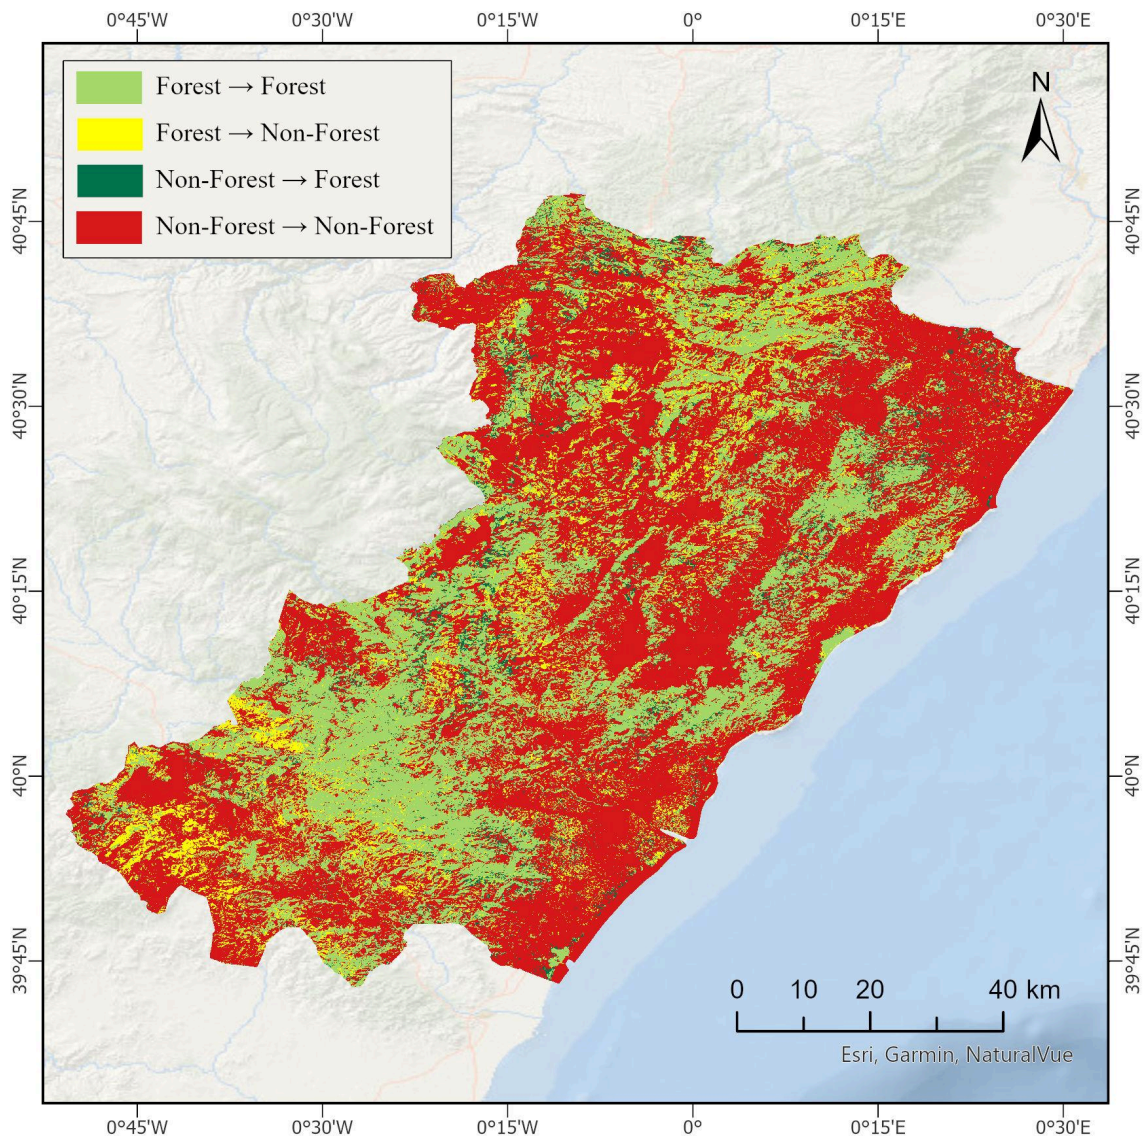 0°45'W 0°30'W 0°15'W 0° 0°15'E 0°30'E
Forest → Forest
Forest → Non-Forest
Non-Forest → Forest
Non-Forest → Non-Forest
N
40°45'N 40°45'N
40°30'N 40°30'N
40°15'N 40°15'N
40°N 40°N
39°45'N 39°45'N
0 10 20 40 km
Esri, Garmin, NaturalVue
0°45'W 0°30'W 0°15'W 0° 0°15'E 0°30'E